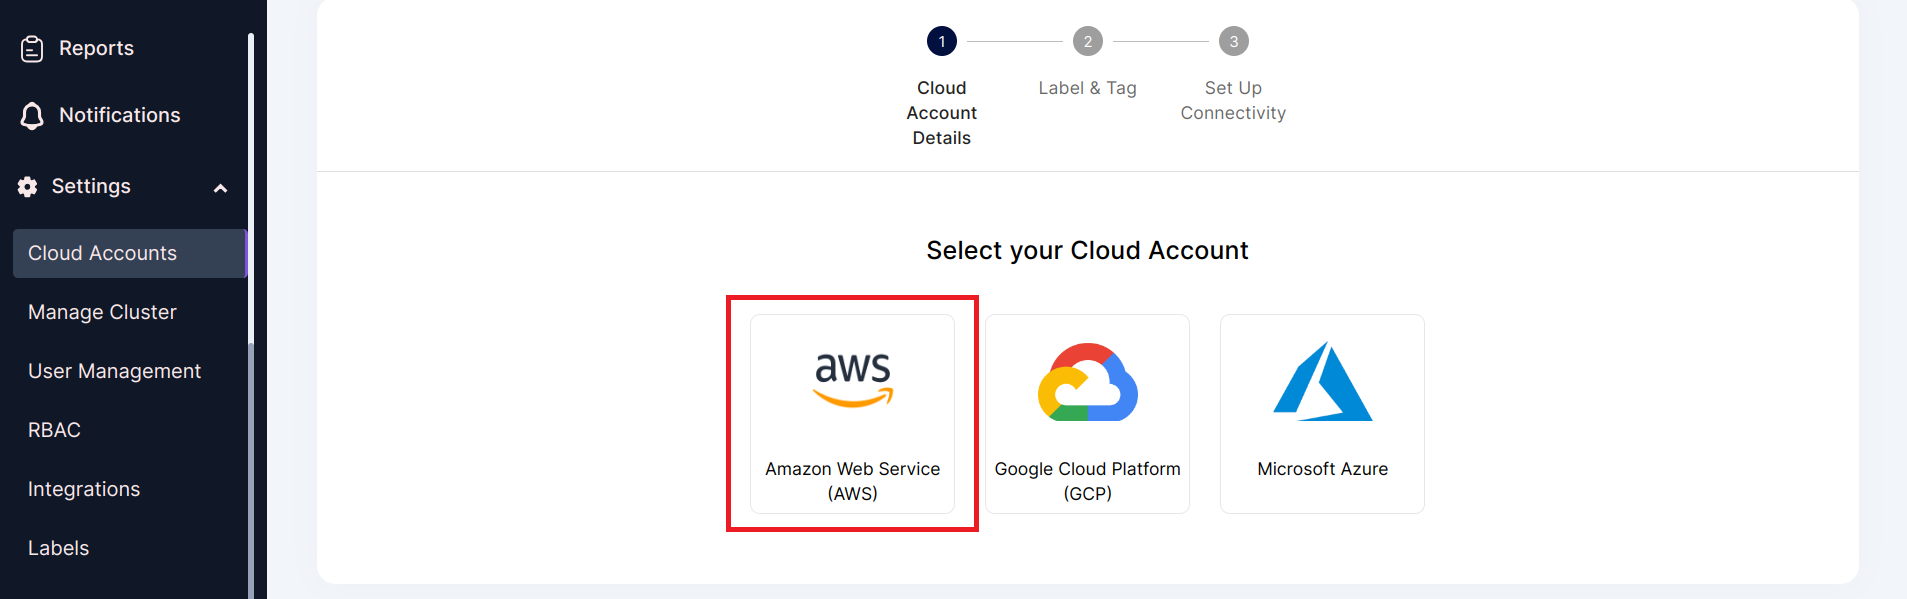 Reports
Notifications
Settings
Cloud Accounts
Manage Cluster
User Management
RBAC
Integrations
Labels
1
2
3
Cloud
Account
Details
Label & Tag
Set Up
Connectivity
Select your Cloud Account
aws
Amazon Web Service
(AWS)
Google Cloud Platform
(GCP)
Microsoft Azure